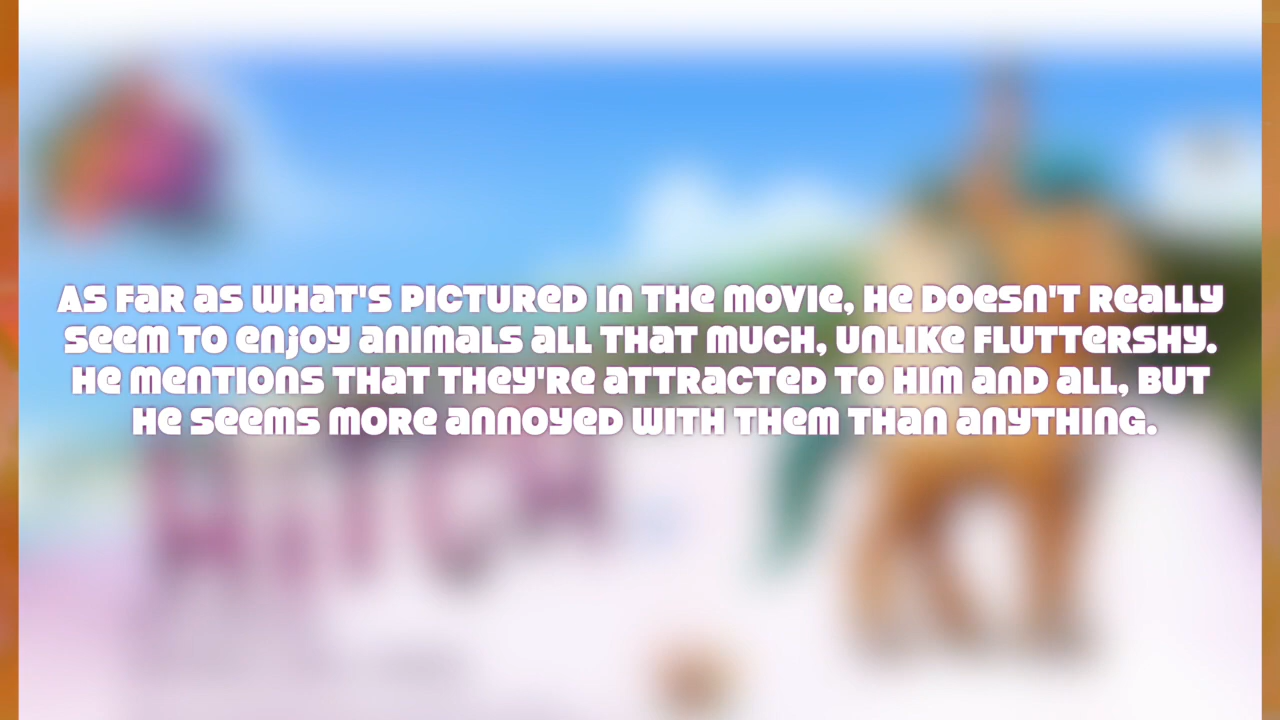 As far as what's pictured in the movie, he doesn't really
seem to enjoy animals all that much, unlike Fluttershy.
He mentions that they're attracted to him and all, but
he seems more annoyed with them than anything.
HITCH